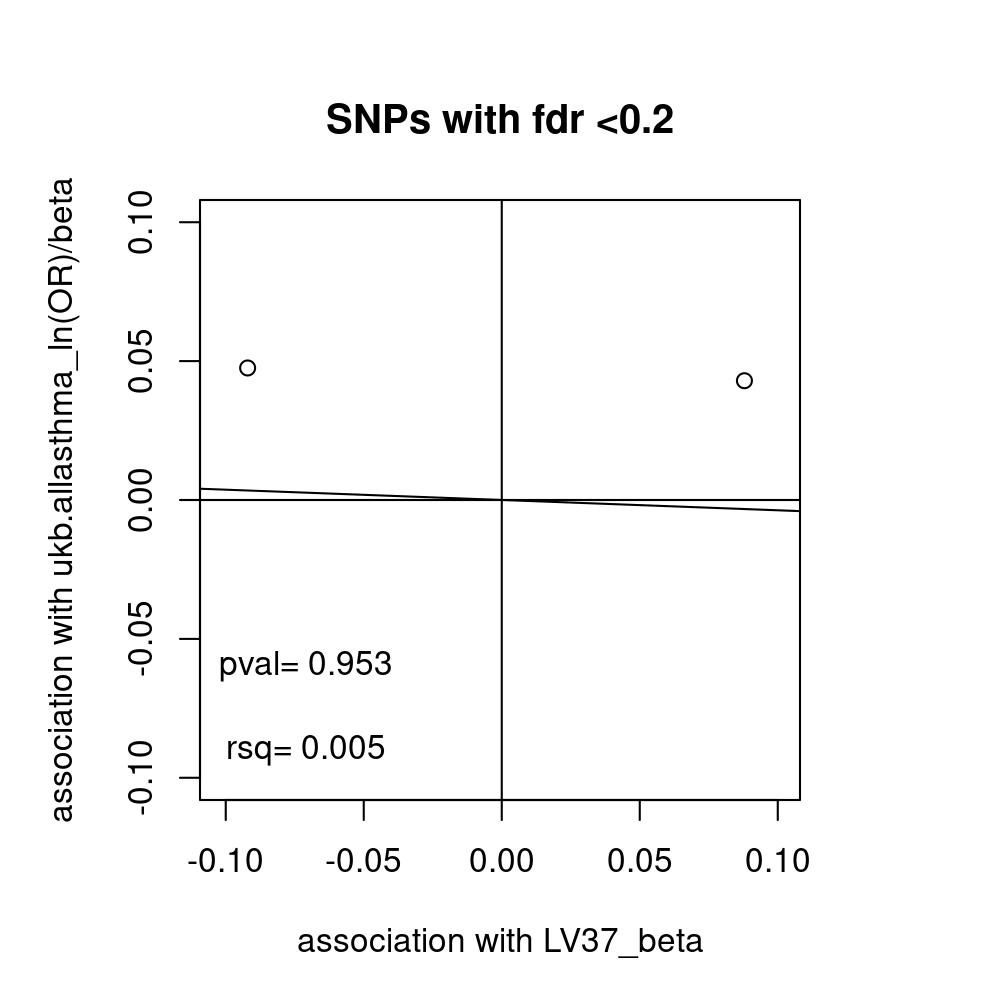 SNPs with fdr <0.2
association with ukb.allasthma_ln(OR)/beta
0.10
0.05
0.00
-0.05
-0.10
pval= 0.953
rsq= 0.005
-0.10 -0.05 0.00 0.05 0.10
association with LV37_beta